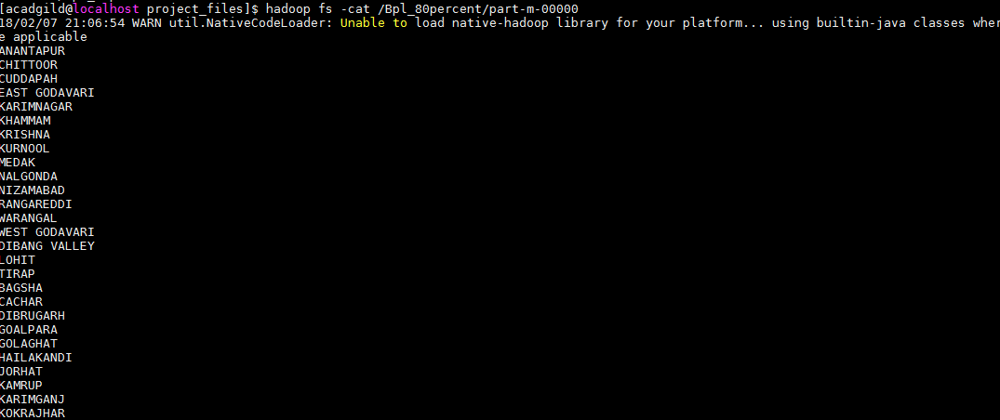 [acadgild@localhost project_files]$ hadoop fs -cat /Bpl_80percent/part-m-00000
18/02/07 21:06:54 WARN util.NativeCodeLoader: Unable to load native-hadoop library for your platform... using builtin-java classes wher
e applicable
ANANTAPUR
CHITTOOR
CUDDAPAH
EAST GODAVARI
KARIMNAGAR
KHAMMAM
KRISHNA
KURNOOL
MEDAK
NALGONDA
NIZAMABAD
RANGAREDDI
WARANGAL
WEST GODAVARI
DIBANG VALLEY
LOHIT
TIRAP
BAGSHA
CACHAR
DIBRUGARH
GOALPARA
GOLAGHAT
HAILAKANDI
JORHAT
KAMRUP
KARIMGANJ
KOKRAJHAR